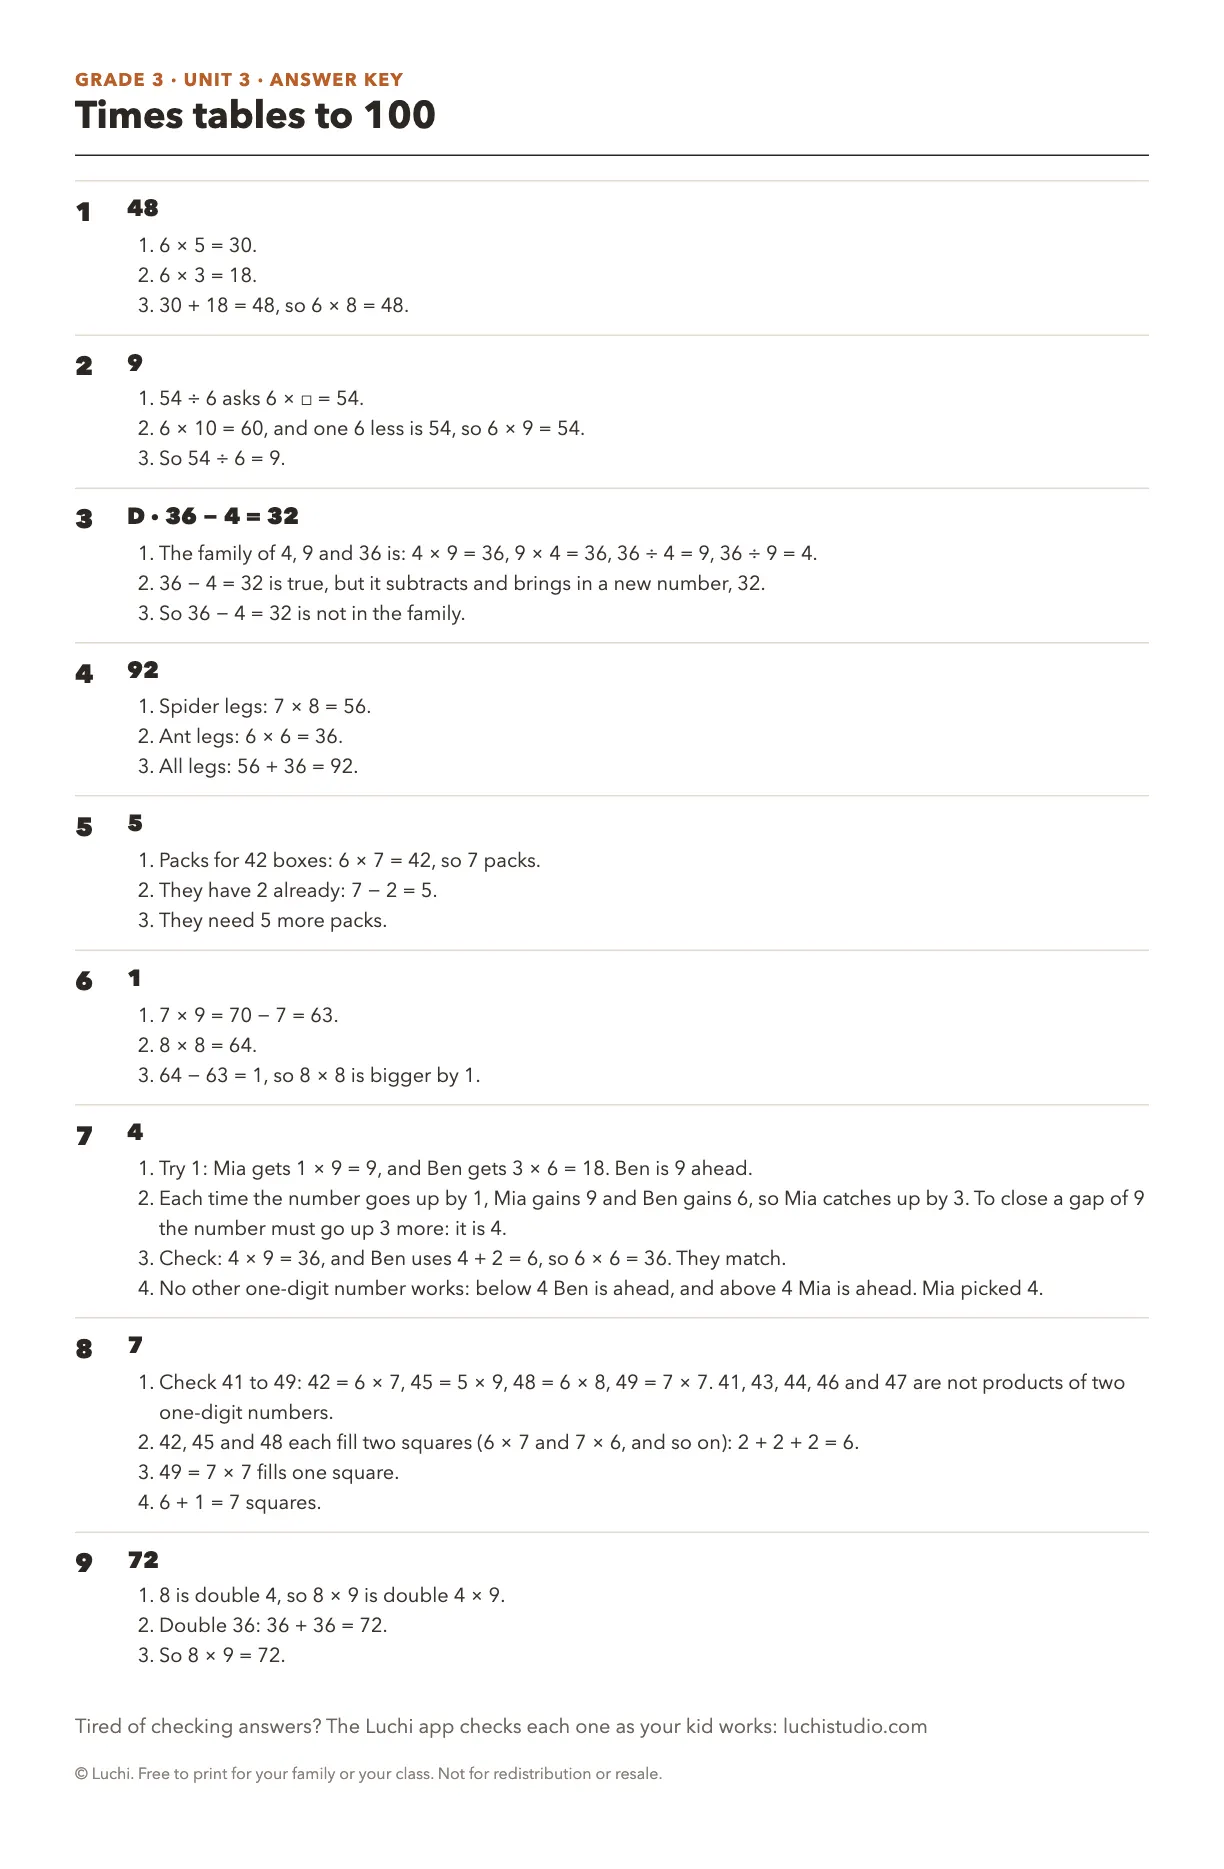 GRADE 3 · UNIT 3 · ANSWER KEY
Times tables to 100
1 48
1. 6 × 5 = 30.
2. 6 × 3 = 18.
3. 30 + 18 = 48, so 6 × 8 = 48.
2 9
1. 54 ÷ 6 asks 6 × □ = 54.
2. 6 × 10 = 60, and one 6 less is 54, so 6 × 9 = 54.
3. So 54 ÷ 6 = 9.
3 D · 36 − 4 = 32
1. The family of 4, 9 and 36 is: 4 × 9 = 36, 9 × 4 = 36, 36 ÷ 4 = 9, 36 ÷ 9 = 4.
2. 36 − 4 = 32 is true, but it subtracts and brings in a new number, 32.
3. So 36 − 4 = 32 is not in the family.
4 92
1. Spider legs: 7 × 8 = 56.
2. Ant legs: 6 × 6 = 36.
3. All legs: 56 + 36 = 92.
5 5
1. Packs for 42 boxes: 6 × 7 = 42, so 7 packs.
2. They have 2 already: 7 − 2 = 5.
3. They need 5 more packs.
6 1
1. 7 × 9 = 70 − 7 = 63.
2. 8 × 8 = 64.
3. 64 − 63 = 1, so 8 × 8 is bigger by 1.
7 4
1. Try 1: Mia gets 1 × 9 = 9, and Ben gets 3 × 6 = 18. Ben is 9 ahead.
2. Each time the number goes up by 1, Mia gains 9 and Ben gains 6, so Mia catches up by 3. To close a gap of 9
the number must go up 3 more: it is 4.
3. Check: 4 × 9 = 36, and Ben uses 4 + 2 = 6, so 6 × 6 = 36. They match.
4. No other one-digit number works: below 4 Ben is ahead, and above 4 Mia is ahead. Mia picked 4.
8 7
1. Check 41 to 49: 42 = 6 × 7, 45 = 5 × 9, 48 = 6 × 8, 49 = 7 × 7. 41, 43, 44, 46 and 47 are not products of two
one-digit numbers.
2. 42, 45 and 48 each fill two squares (6 × 7 and 7 × 6, and so on): 2 + 2 + 2 = 6.
3. 49 = 7 × 7 fills one square.
4. 6 + 1 = 7 squares.
9 72
1. 8 is double 4, so 8 × 9 is double 4 × 9.
2. Double 36: 36 + 36 = 72.
3. So 8 × 9 = 72.
Tired of checking answers? The Luchi app checks each one as your kid works: luchistudio.com
© Luchi. Free to print for your family or your class. Not for redistribution or resale.